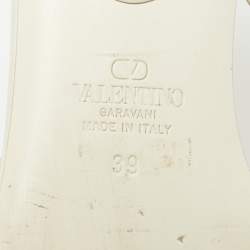 VALENTINO
GARAVANI
MADE IN ITALY
39